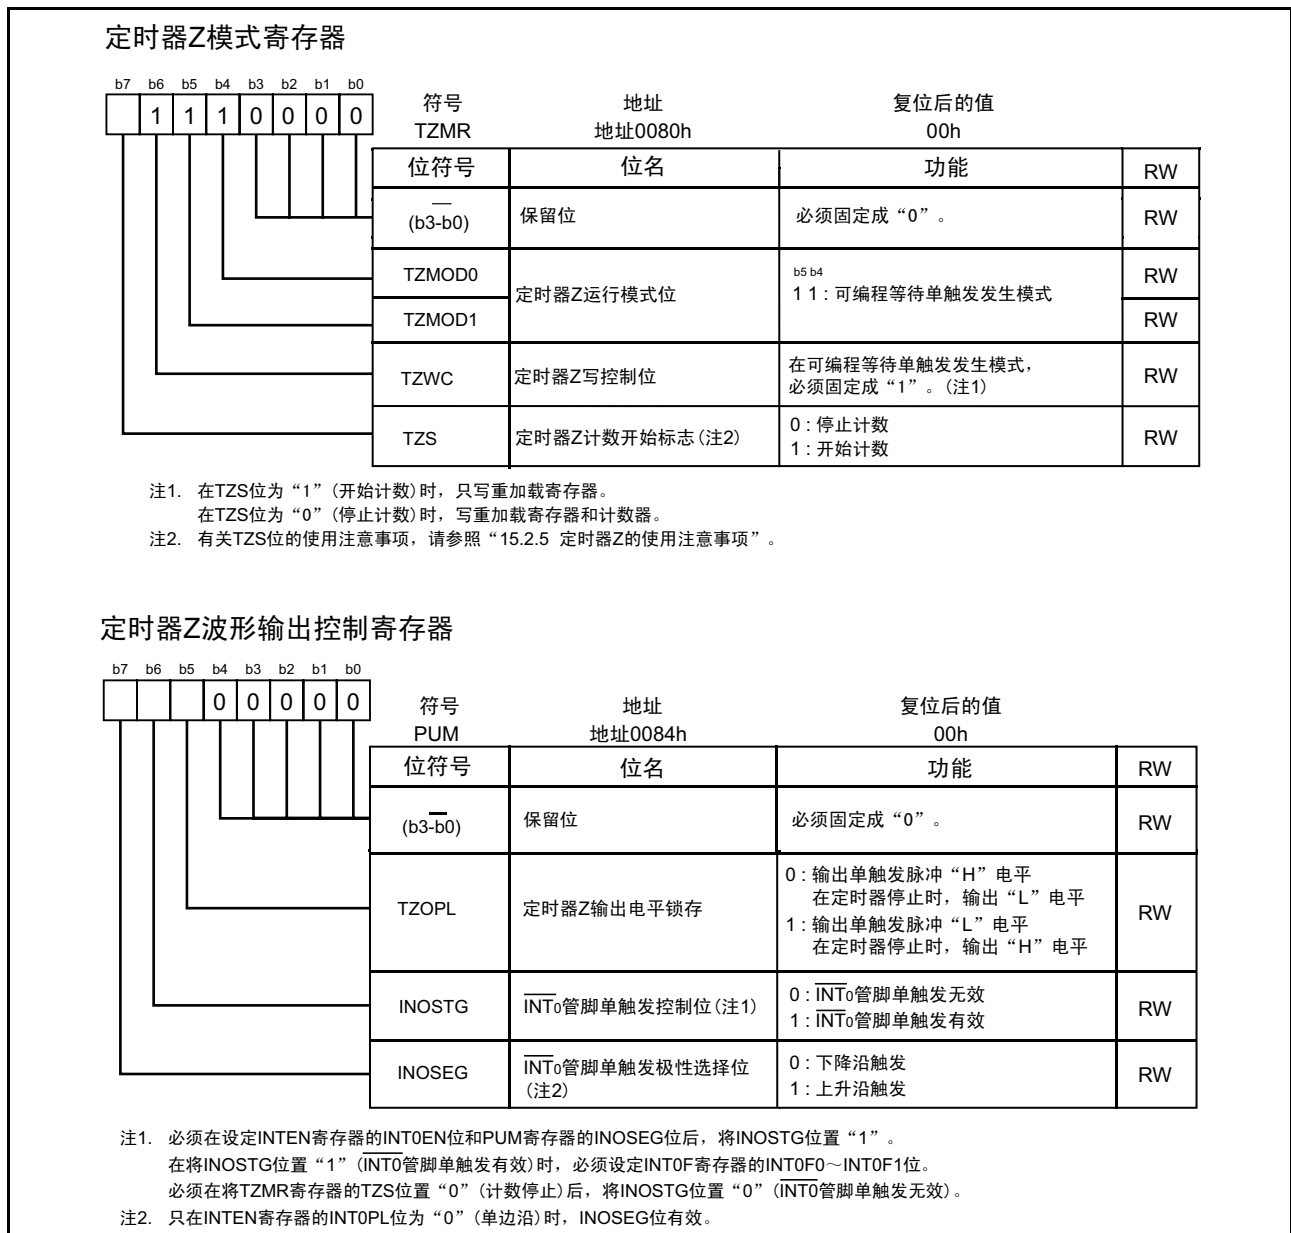 定时器Z模式寄存器
b7 b6 b5 b4 b3 b2 b1 b0
1 1 1 0 0 0 0
符号 地址 复位后的值
TZMR 地址0080h 00h
位符号 位名 功能 RW
— (b3-b0) 保留位 必须固定成“0”。 RW
TZMOD0 定时器Z运行模式位 b5 b4 RW
1 1 : 可编程等待单触发发生模式
TZMOD1 RW
TZWC 定时器Z写控制位 在可编程等待单触发发生模式，
必须固定成“1”。(注1) RW
TZS 定时器Z计数开始标志(注2) 0 : 停止计数
1 : 开始计数 RW
注1. 在TZS位为“1”(开始计数)时，只写重加载寄存器。
在TZS位为“0”(停止计数)时，写重加载寄存器和计数器。
注2. 有关TZS位的使用注意事项，请参照“15.2.5 定时器Z的使用注意事项”。
定时器Z波形输出控制寄存器
b7 b6 b5 b4 b3 b2 b1 b0
0 0 0 0 0
符号 地址 复位后的值
PUM 地址0084h 00h
位符号 位名 功能 RW
— (b3-b0) 保留位 必须固定成“0”。 RW
TZOPL 定时器Z输出电平锁存 0 : 输出单触发脉冲“H”电平
在定时器停止时，输出“L”电平
1 : 输出单触发脉冲“L”电平
在定时器停止时，输出“H”电平 RW
INOSTG INT0管脚单触发控制位(注1) 0 : INT0管脚单触发无效
1 : INT0管脚单触发有效 RW
INOSEG INT0管脚单触发极性选择位
(注2) 0 : 下降沿触发
1 : 上升沿触发 RW
注1. 必须在设定INTEN寄存器的INT0EN位和PUM寄存器的INOSEG位后，将INOSTG位置“1”。
在将INOSTG位置“1”(INT0管脚单触发有效)时，必须设定INT0F寄存器的INT0F0～INT0F1位。
必须在将TZMR寄存器的TZS位置“0”(计数停止)后，将INOSTG位置“0”(INT0管脚单触发无效)。
注2. 只在INTEN寄存器的INT0PL位为“0”(单边沿)时，INOSEG位有效。